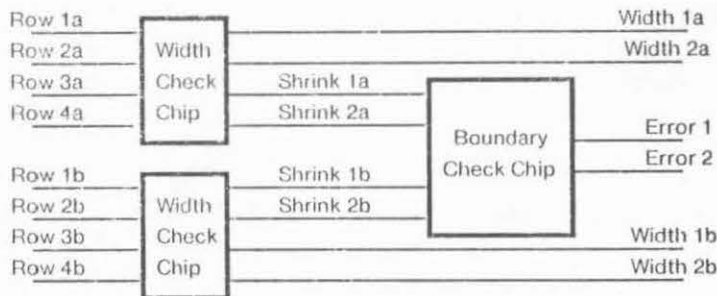 Row 1a
Width 1a
Row 2a
Width
Width 2a
Row 3a
Check
Shrink 1a
Row 4a
Chip
Shrink 2a
Boundary
Check Chip
Error 1
Error 2
Row 1b
Shrink 1b
Row 2b
Width
Shrink 2b
Row 3b
Check
Width 1b
Row 4b
Chip
Width 2b